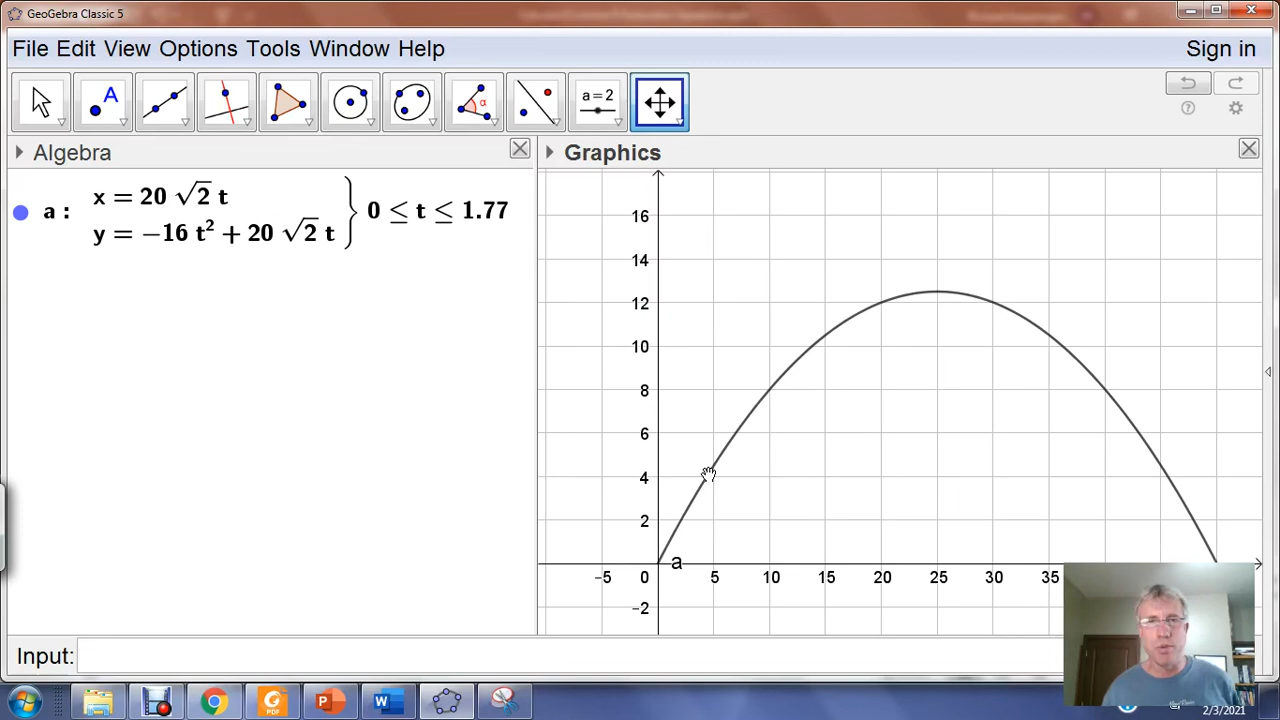 GeoGebra Classic 5
File Edit View Options Tools Window Help
Sign in
A
α
a=2
Algebra
Graphics
a : x = 20 √2 t
y = −16 t² + 20 √2 t
0 ≤ t ≤ 1.77
16
14
12
10
8
6
4
2
−2
−5 0 5 10 15 20 25 30 35
a
Input:
PDF
P
W
2/3/2021